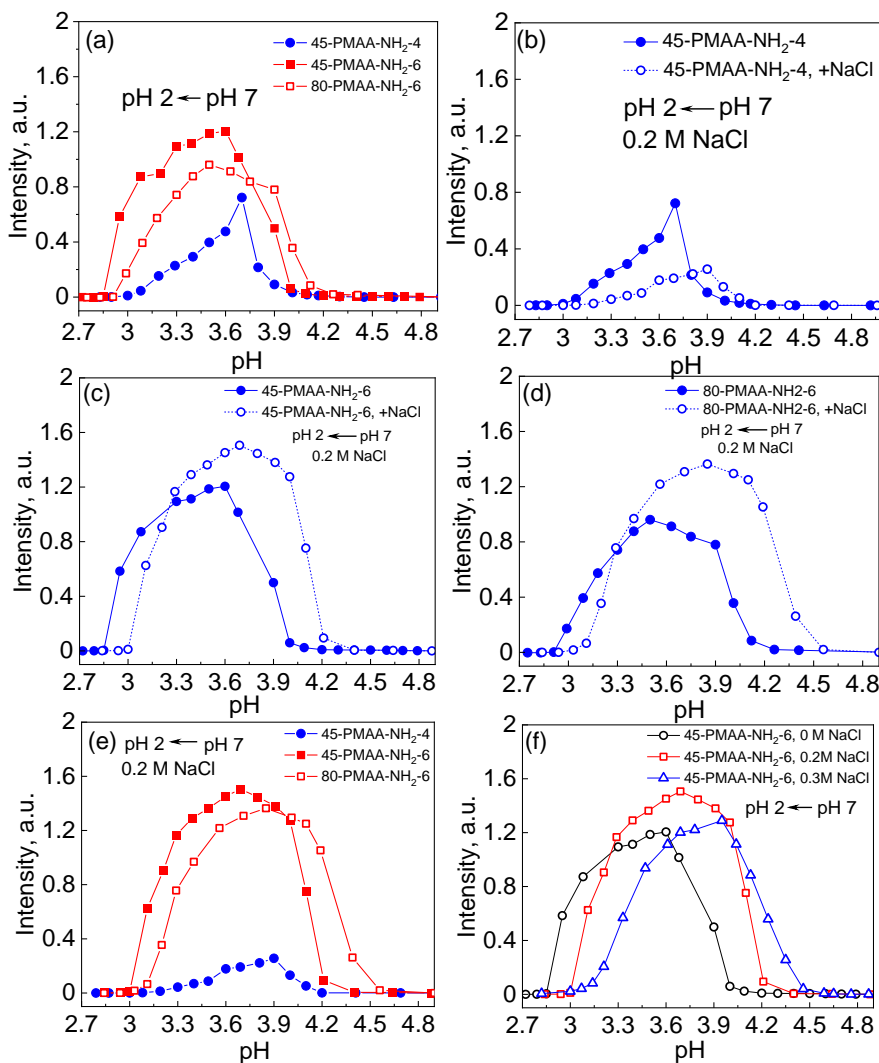 (a)
45-PMAA-NH₂-4
45-PMAA-NH₂-6
80-PMAA-NH₂-6
pH 2 ← pH 7
Intensity, a.u.
2
1.6
1.2
0.8
0.4
0
2.7 3 3.3 3.6 3.9 4.2 4.5 4.8
pH
(b)
45-PMAA-NH₂-4
45-PMAA-NH₂-4, +NaCl
pH 2 ← pH 7
0.2 M NaCl
Intensity, a.u.
2
1.6
1.2
0.8
0.4
0
2.7 3 3.3 3.6 3.9 4.2 4.5 4.8
pH
(c)
45-PMAA-NH₂-6
45-PMAA-NH₂-6, +NaCl
pH 2 ← pH 7
0.2 M NaCl
Intensity, a.u.
2
1.6
1.2
0.8
0.4
0
2.7 3 3.3 3.6 3.9 4.2 4.5 4.8
pH
(d)
80-PMAA-NH2-6
80-PMAA-NH2-6, +NaCl
pH 2 ← pH 7
0.2 M NaCl
Intensity, a.u.
2
1.6
1.2
0.8
0.4
0
2.7 3 3.3 3.6 3.9 4.2 4.5 4.8
pH
(e)
pH 2 ← pH 7
0.2 M NaCl
45-PMAA-NH₂-4
45-PMAA-NH₂-6
80-PMAA-NH₂-6
Intensity, a.u.
2
1.6
1.2
0.8
0.4
0
2.7 3 3.3 3.6 3.9 4.2 4.5 4.8
pH
(f)
45-PMAA-NH₂-6, 0 M NaCl
45-PMAA-NH₂-6, 0.2M NaCl
45-PMAA-NH₂-6, 0.3M NaCl
pH 2 ← pH 7
Intensity, a.u.
2
1.6
1.2
0.8
0.4
0
2.7 3 3.3 3.6 3.9 4.2 4.5 4.8
pH